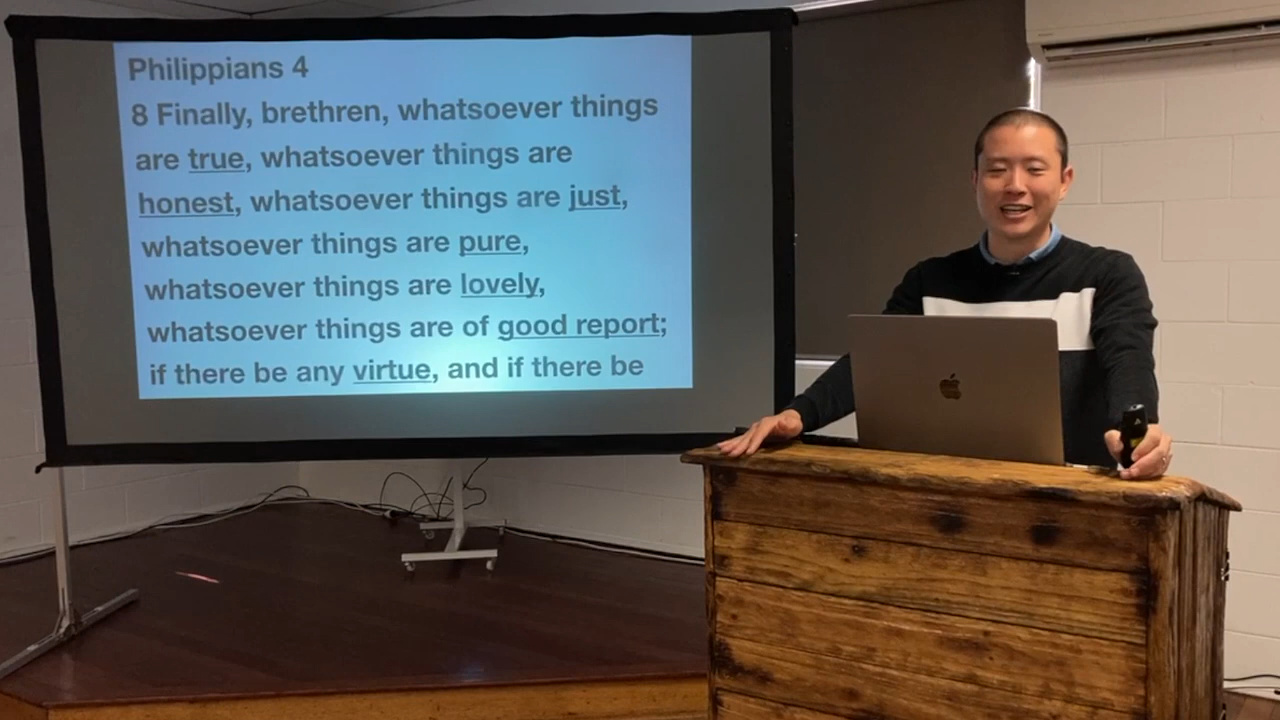 Philippians 4
8 Finally, brethren, whatsoever things
are true, whatsoever things are
honest, whatsoever things are just,
whatsoever things are pure,
whatsoever things are lovely,
whatsoever things are of good report;
if there be any virtue, and if there be